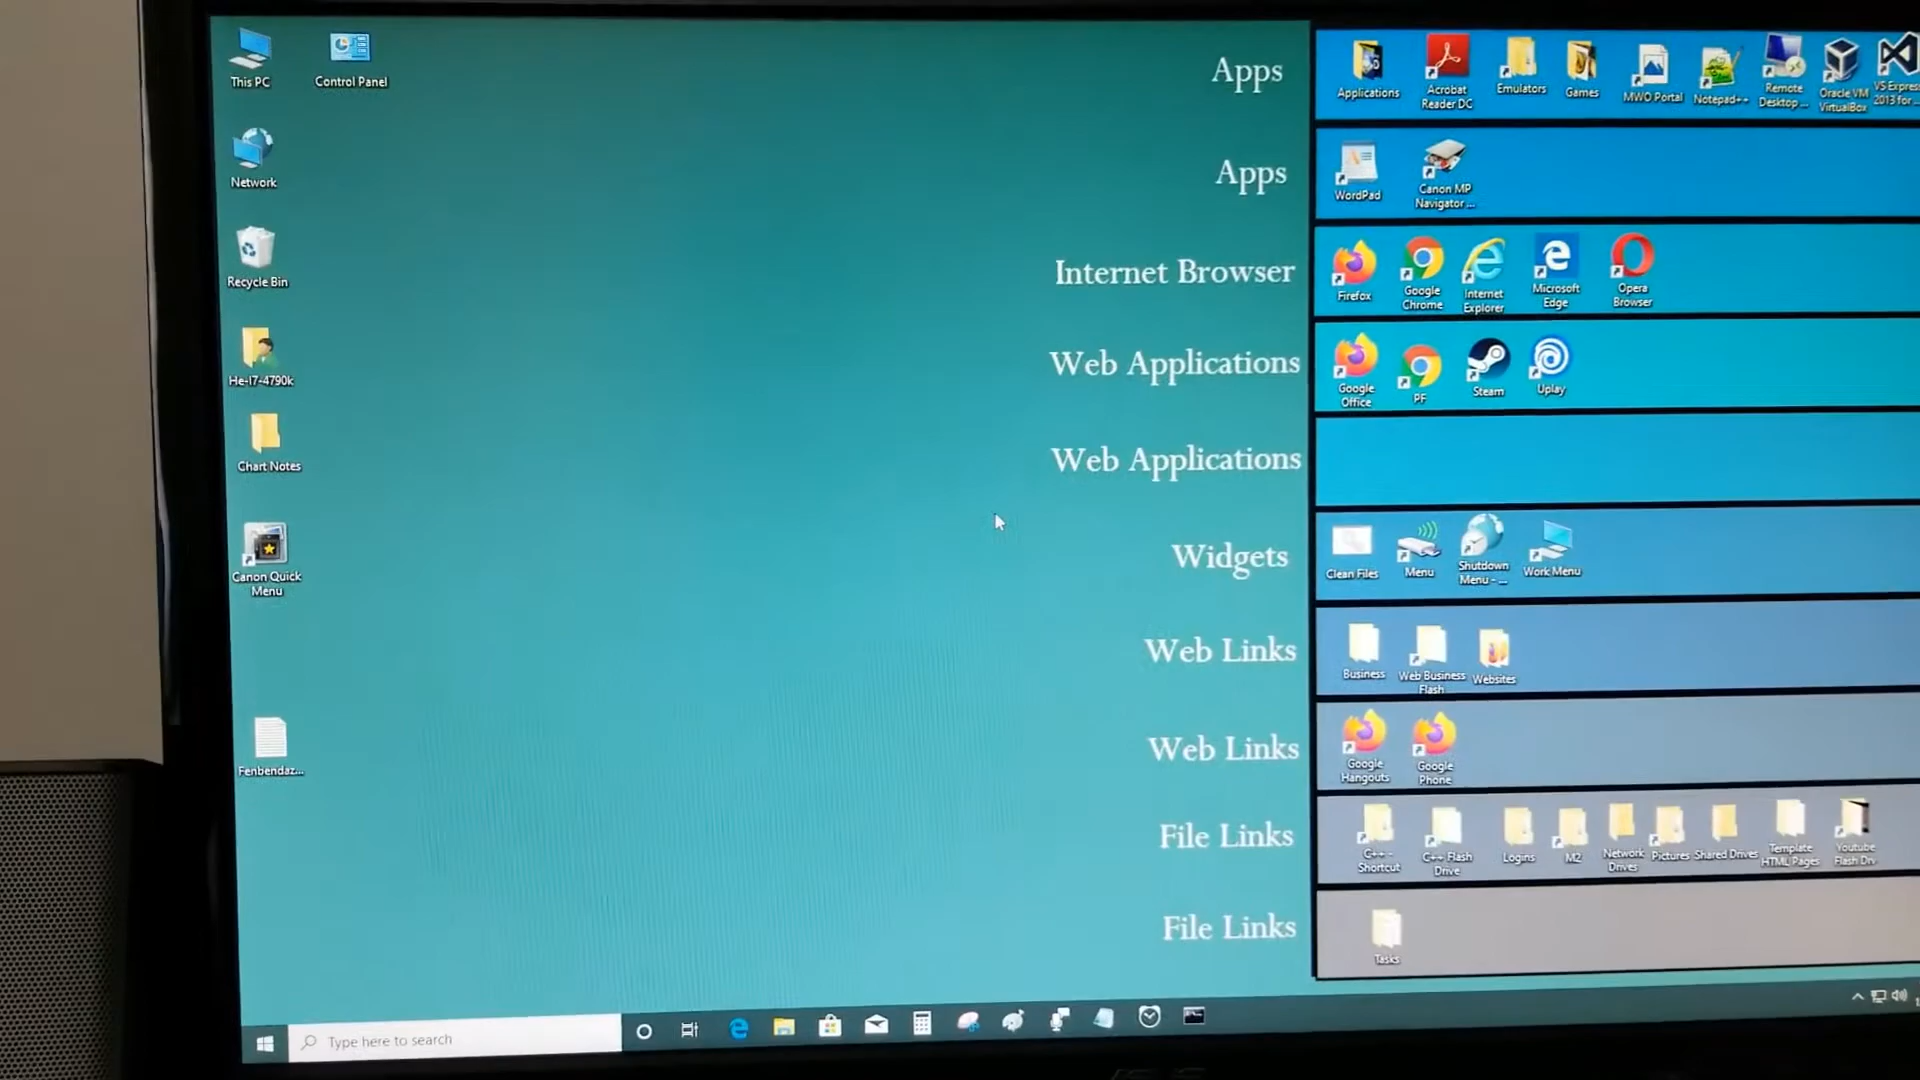 This PC
Control Panel
Network
Recycle Bin
He-I7-4790k
Chart Notes
Canon Quick
Menu
Fenbendaz...
Apps
Applications
Acrobat
Reader DC
Emulators
Games
MWO Portal
Notepad++
Remote
Desktop ...
Oracle VM
VirtualBox
VS Express
2013 for ...
Apps
WordPad
Canon MP
Navigator ...
Internet Browser
Firefox
Google
Chrome
Internet
Explorer
Microsoft
Edge
Opera
Browser
Web Applications
Google
Office
PF
Steam
Uplay
Web Applications
Widgets
Clean Files
Menu
Shutdown
Menu - ...
Work Menu
Web Links
Business
Web Business
Flash
Websites
Web Links
Google
Hangouts
Google
Phone
File Links
C++ -
Shortcut
C++ Flash
Drive
Logins
M2
Network
Drives
Pictures
Shared Drives
Template
HTML Pages
Youtube
Flash Driv
File Links
Tasks
Type here to search